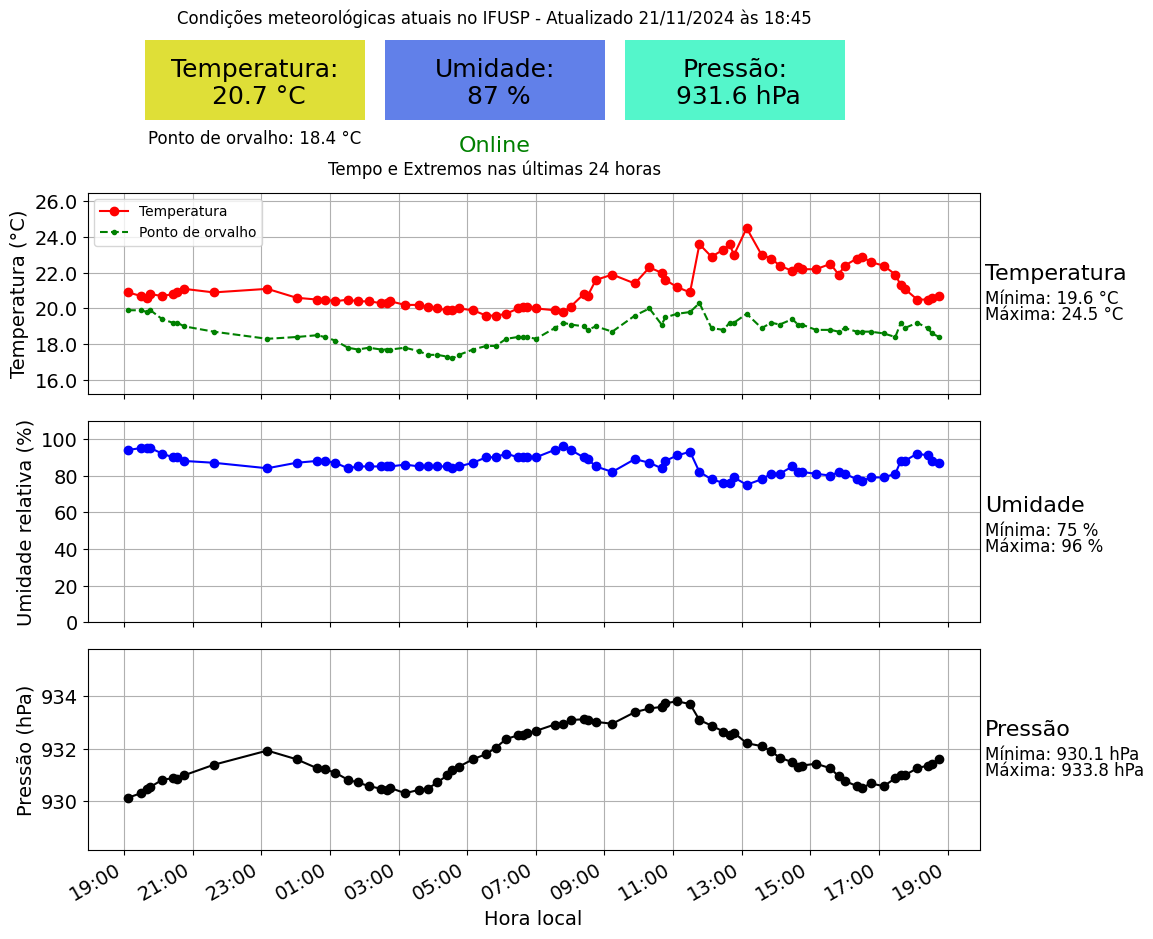 Condições meteorológicas atuais no IFUSP - Atualizado 21/11/2024 às 18:45
Temperatura:
20.7 °C
Umidade:
87 %
Pressão:
931.6 hPa
Ponto de orvalho: 18.4 °C
Online
Tempo e Extremos nas últimas 24 horas
Temperatura (°C)
26.0
24.0
22.0
20.0
18.0
16.0
Temperatura
Ponto de orvalho
Temperatura
Mínima: 19.6 °C
Máxima: 24.5 °C
Umidade relativa (%)
100
80
60
40
20
0
Umidade
Mínima: 75 %
Máxima: 96 %
Pressão (hPa)
934
932
930
Pressão
Mínima: 930.1 hPa
Máxima: 933.8 hPa
19:00 21:00 23:00 01:00 03:00 05:00 07:00 09:00 11:00 13:00 15:00 17:00 19:00
Hora local